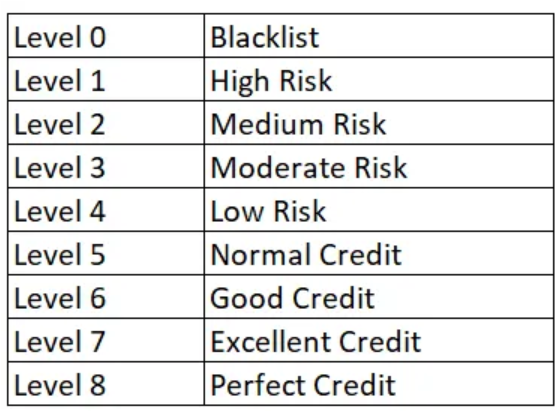 Level 0 Blacklist
Level 1 High Risk
Level 2 Medium Risk
Level 3 Moderate Risk
Level 4 Low Risk
Level 5 Normal Credit
Level 6 Good Credit
Level 7 Excellent Credit
Level 8 Perfect Credit